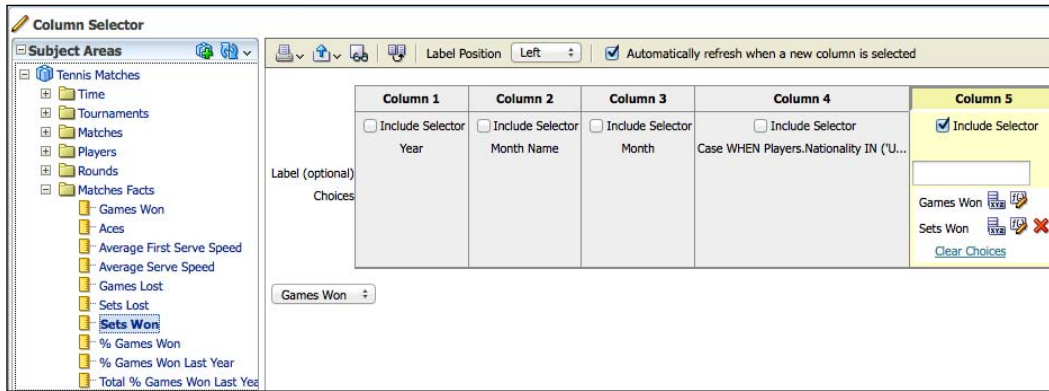 Column Selector
Subject Areas
Tennis Matches
Time
Tournaments
Matches
Players
Rounds
Matches Facts
Games Won
Aces
Average First Serve Speed
Average Serve Speed
Games Lost
Sets Lost
Sets Won
% Games Won
% Games Won Last Year
Total % Games Won Last Yea
Label Position Left Automatically refresh when a new column is selected
Column 1 Column 2 Column 3 Column 4 Column 5
Include Selector Include Selector Include Selector Include Selector Include Selector
Year Month Name Month Case WHEN Players.Nationality IN ('U...
Label (optional)
Choices
Games Won
Sets Won
Clear Choices
Games Won